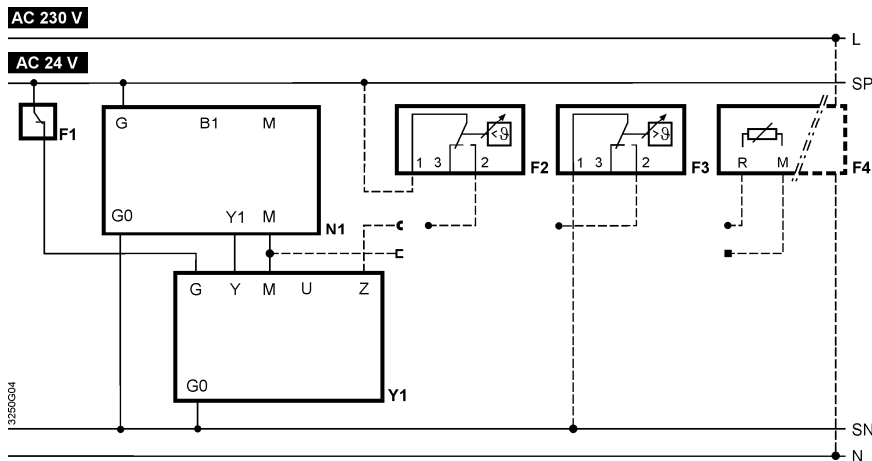 AC 230 V
L
AC 24 V
SP
F1
G B1 M
G0 Y1 M
N1
<ϑ
1 3 2
F2
>ϑ
1 3 2
F3
R M
F4
G Y M U Z
G0
Y1
3250G04
SN
N